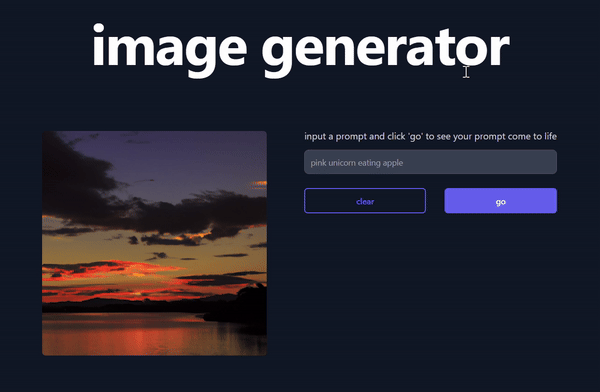 image generator
input a prompt and click 'go' to see your prompt come to life
pink unicorn eating apple
clear
go